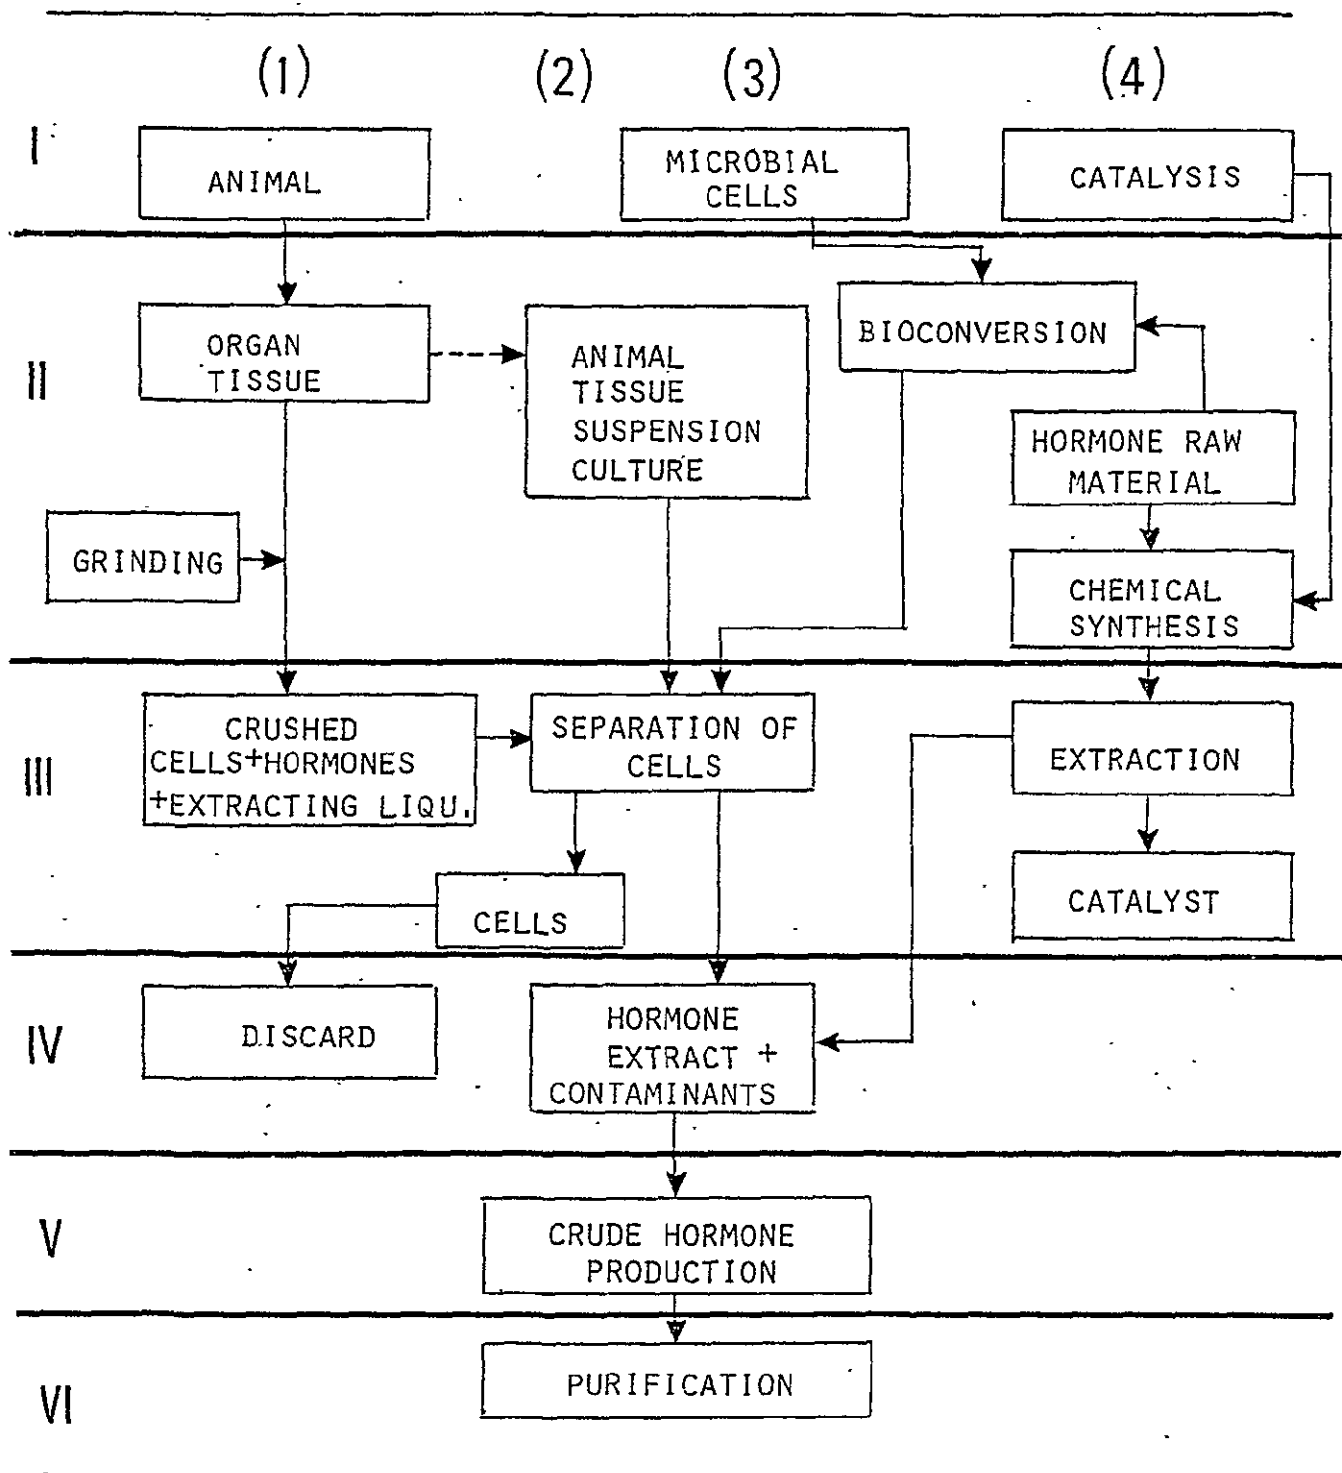 (1) (2) (3) (4)
I
ANIMAL
MICROBIAL
CELLS
CATALYSIS
II
ORGAN
TISSUE
ANIMAL
TISSUE
SUSPENSION
CULTURE
BIOCONVERSION
HORMONE RAW
MATERIAL
GRINDING
CHEMICAL
SYNTHESIS
III
CRUSHED
CELLS+HORMONES
+EXTRACTING LIQU.
SEPARATION OF
CELLS
EXTRACTION
CELLS
CATALYST
IV
DISCARD
HORMONE
EXTRACT +
CONTAMINANTS
V
CRUDE HORMONE
PRODUCTION
VI
PURIFICATION